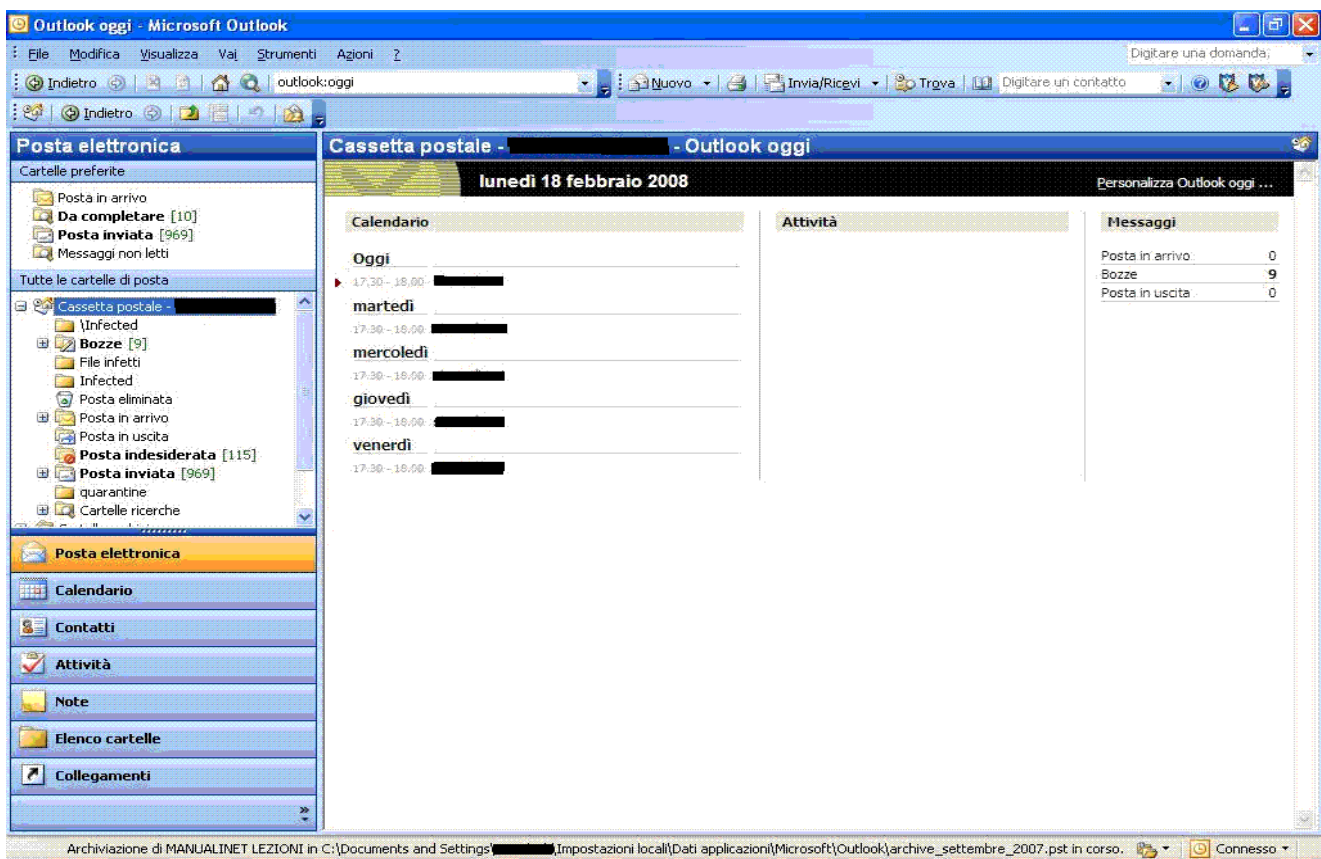 Outlook oggi - Microsoft Outlook
File Modifica Visualizza Vai Strumenti Azioni ? Digitare una domanda.
Indietro outlook:oggi Nuovo Invia/Ricevi Trova Digitare un contatto
Indietro
Posta elettronica
Cartelle preferite
Posta in arrivo
Da completare [10]
Posta inviata [969]
Messaggi non letti
Tutte le cartelle di posta
Cassetta postale -
\Infected
Bozze [9]
File infetti
Infected
Posta eliminata
Posta in arrivo
Posta in uscita
Posta indesiderata [115]
Posta inviata [969]
quarantine
Cartelle ricerche
Posta elettronica
Calendario
Contatti
Attività
Note
Elenco cartelle
Collegamenti
Cassetta postale - - Outlook oggi
lunedì 18 febbraio 2008
Personalizza Outlook oggi ...
Calendario
Oggi
17.30 - 18.00
martedì
17.30 - 18.00
mercoledì
17.30 - 18.00
giovedì
17.30 - 18.00
venerdì
17.30 - 18.00
Attività
Messaggi
Posta in arrivo 0
Bozze 9
Posta in uscita 0
Archiviazione di MANUALINET LEZIONI in C:\Documents and Settings\ \Impostazioni locali\Dati applicazioni\Microsoft\Outlook\archive_settembre_2007.pst in corso. Connesso